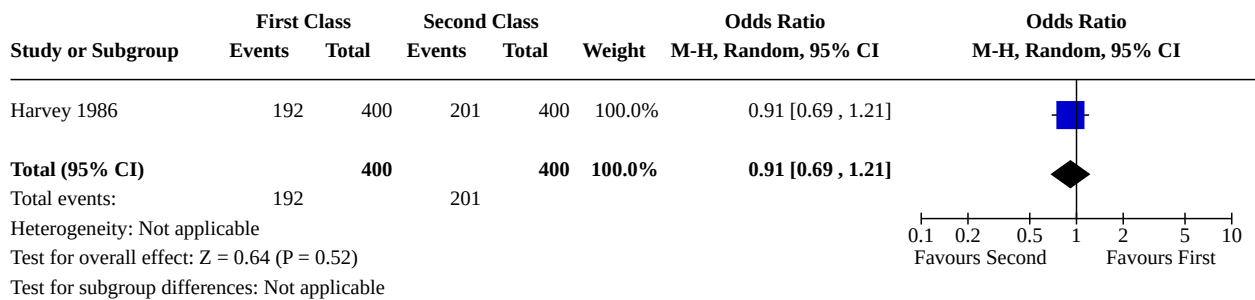 First Class Second Class Odds Ratio Odds Ratio
Study or Subgroup Events Total Events Total Weight M-H, Random, 95% CI M-H, Random, 95% CI
Harvey 1986 192 400 201 400 100.0% 0.91 [0.69 , 1.21]
Total (95% CI) 400 400 100.0% 0.91 [0.69 , 1.21]
Total events: 192 201
Heterogeneity: Not applicable
0.1 0.2 0.5 1 2 5 10
Test for overall effect: Z = 0.64 (P = 0.52) Favours Second Favours First
Test for subgroup differences: Not applicable